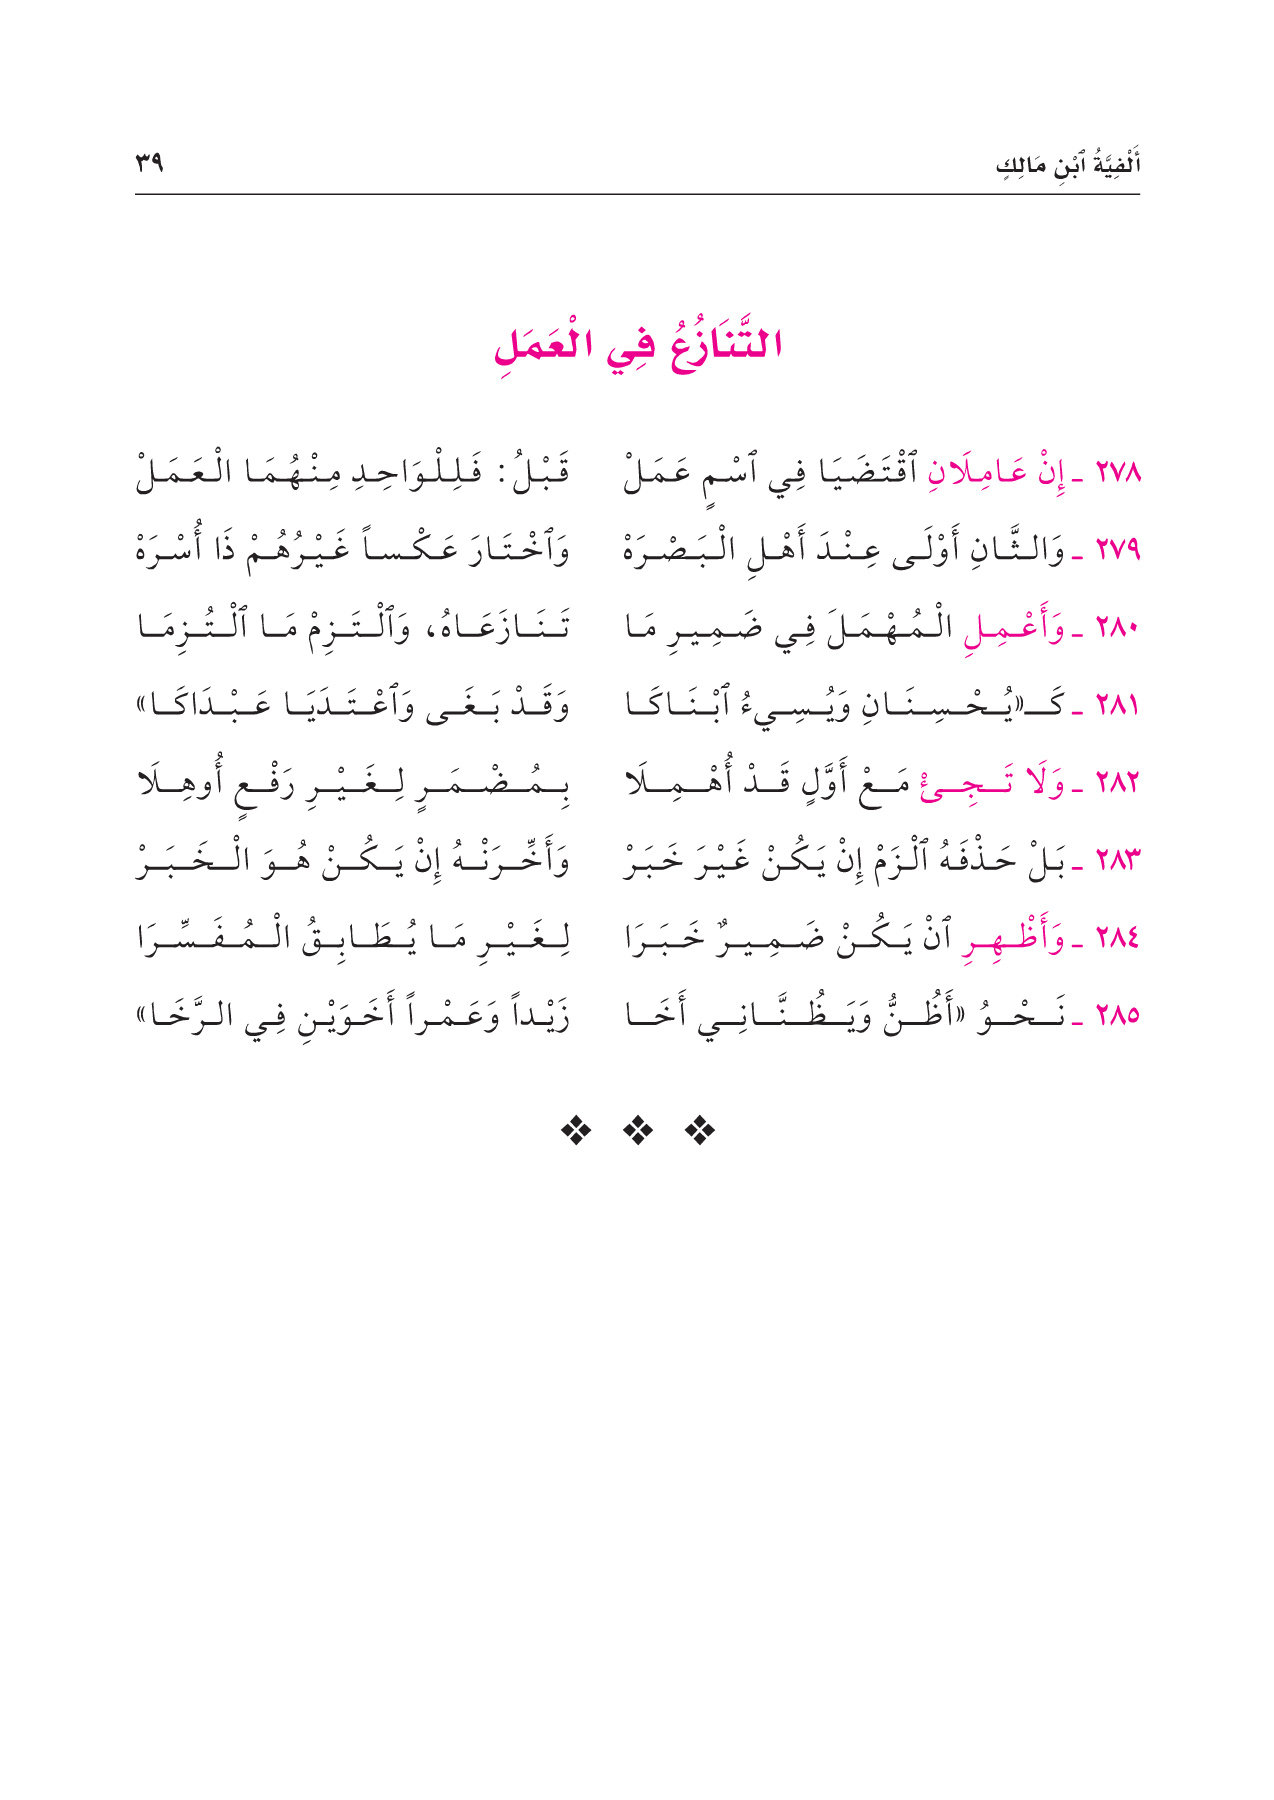 أَلْفِيَّةُ ٱبْنِ مَالِكٍ ٣٩
التَّنَازُعُ فِي الْعَمَلِ
٢٧٨ ـ إِنْ عَامِلَانِ ٱقْتَضَيَا فِي ٱسْمٍ عَمَلْ قَبْلُ: فَلِلْوَاحِدِ مِنْهُمَا الْعَمَلْ
٢٧٩ ـ وَالثَّانِ أَوْلَى عِنْدَ أَهْلِ الْبَصْرَهْ وَٱخْتَارَ عَكْساً غَيْرُهُمْ ذَا أُسْرَهْ
٢٨٠ ـ وَأَعْمِلِ الْمُهْمَلَ فِي ضَمِيرِ مَا تَنَازَعَاهُ، وَٱلْتَزِمْ مَا ٱلْتُزِمَا
٢٨١ ـ كَـ«يُحْسِنَانِ وَيُسِيءُ ٱبْنَاكَا وَقَدْ بَغَى وَٱعْتَدَيَا عَبْدَاكَا»
٢٨٢ ـ وَلَا تَجِئْ مَعْ أَوَّلٍ قَدْ أُهْمِلَا بِمُضْمَرٍ لِغَيْرِ رَفْعٍ أُوهِلَا
٢٨٣ ـ بَلْ حَذْفَهُ ٱلْزَمْ إِنْ يَكُنْ غَيْرَ خَبَرْ وَأَخِّرَنْهُ إِنْ يَكُنْ هُوَ الْخَبَرْ
٢٨٤ ـ وَأَظْهِرِ ٱنْ يَكُنْ ضَمِيرٌ خَبَرَا لِغَيْرِ مَا يُطَابِقُ الْمُفَسِّرَا
٢٨٥ ـ نَحْوُ «أَظُنُّ وَيَظُنَّانِي أَخَا زَيْداً وَعَمْراً أَخَوَيْنِ فِي الرَّخَا»